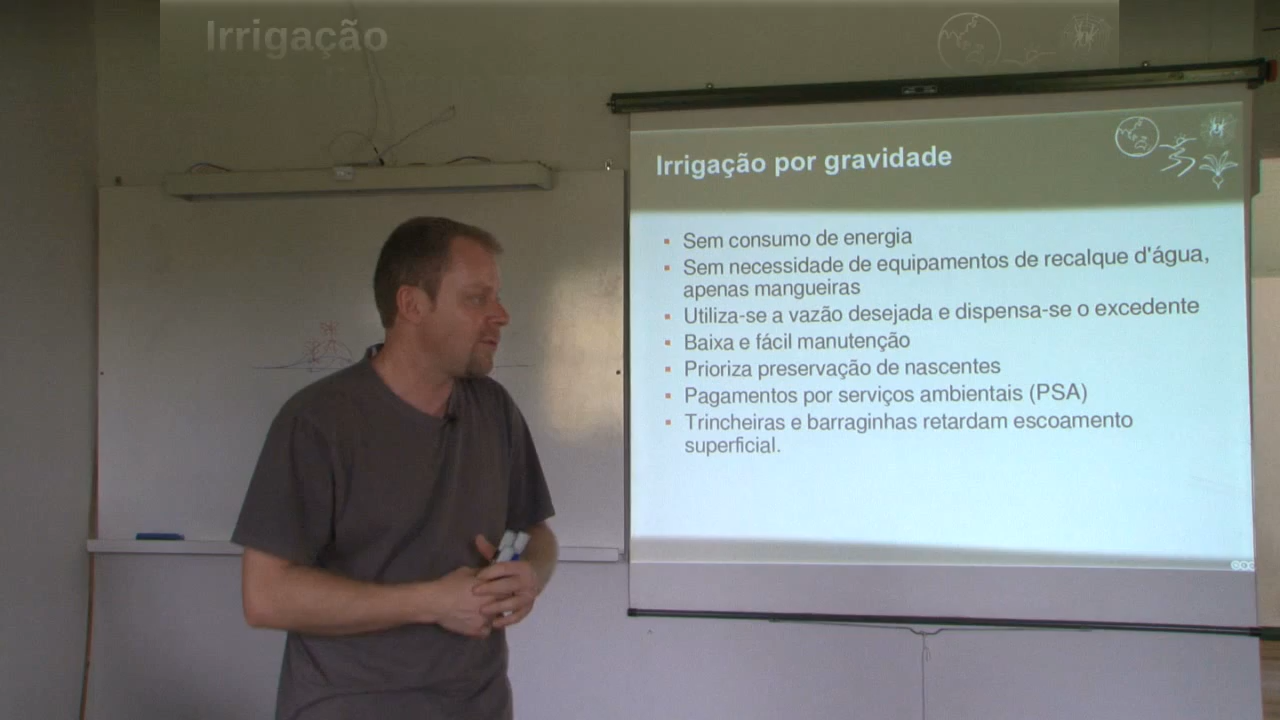 Irrigação
Irrigação por gravidade
Sem consumo de energia
Sem necessidade de equipamentos de recalque d'água,
apenas mangueiras
Utiliza-se a vazão desejada e dispensa-se o excedente
Baixa e fácil manutenção
Prioriza preservação de nascentes
Pagamentos por serviços ambientais (PSA)
Trincheiras e barraginhas retardam escoamento
superficial.